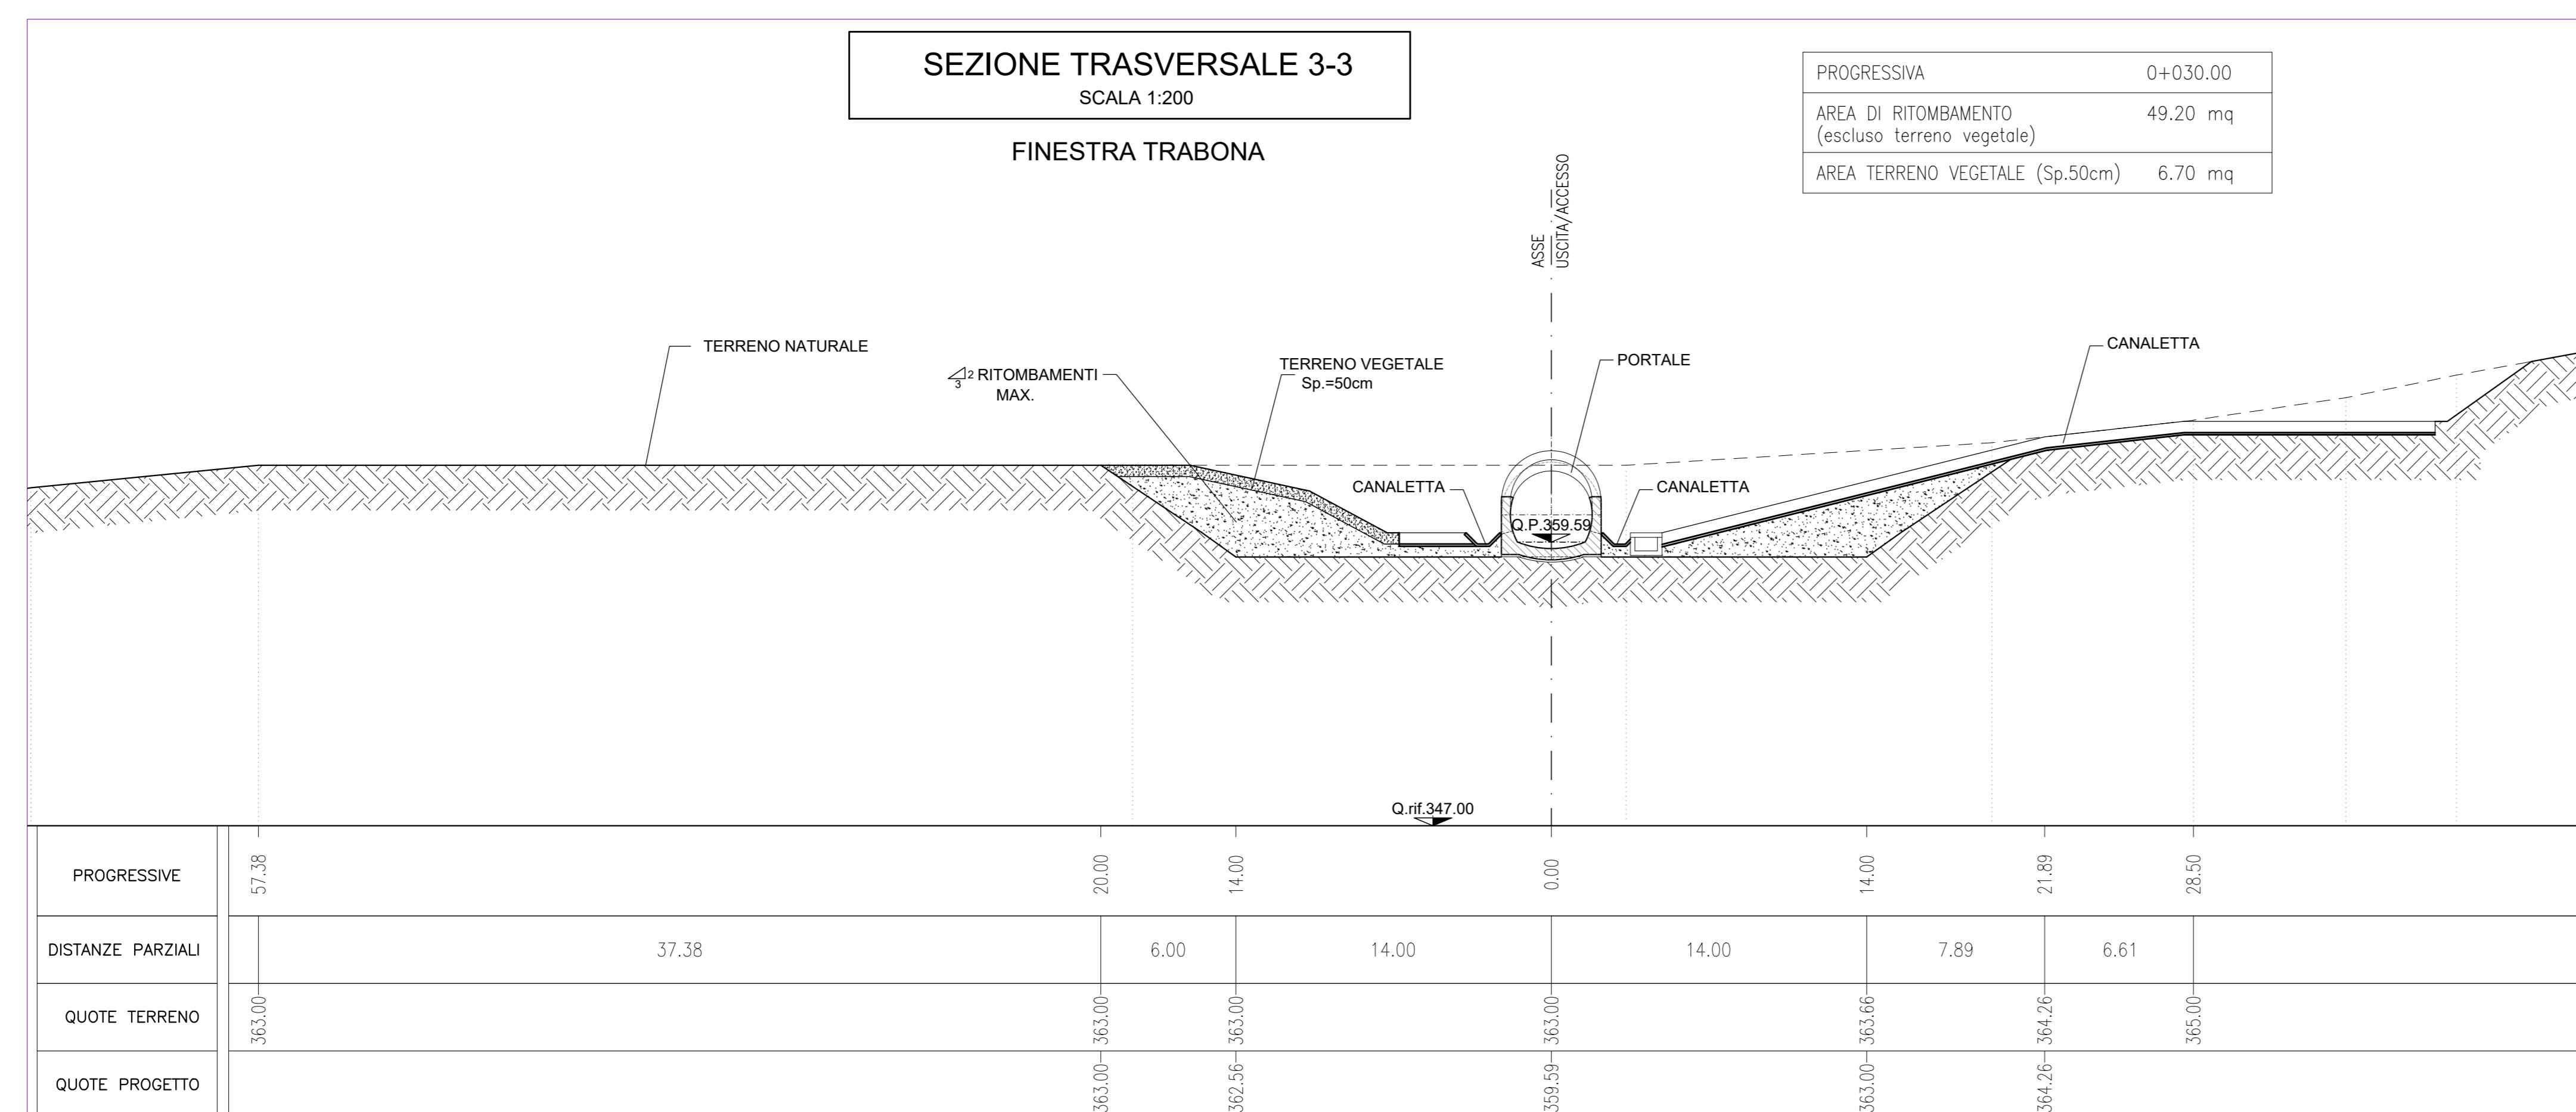 SEZIONE TRASVERSALE 3-3
SCALA 1:200
FINESTRA TRABONA
PROGRESSIVA 0+030.00
AREA DI RITOMBAMENTO 49.20 mq
(escluso terreno vegetale)
AREA TERRENO VEGETALE (Sp.50cm) 6.70 mq
ASSE
USCITA/ACCESSO
TERRENO NATURALE
2 RITOMBAMENTI
3
MAX.
TERRENO VEGETALE
Sp.=50cm
PORTALE
CANALETTA
CANALETTA
CANALETTA
Q.P.359.59
Q.rif.347.00
PROGRESSIVE 57.38 20.00 14.00 0.00 14.00 21.89 28.50
DISTANZE PARZIALI 37.38 6.00 14.00 14.00 7.89 6.61
QUOTE TERRENO 363.00 363.00 363.00 363.00 363.66 364.26 365.00
QUOTE PROGETTO 363.00 362.56 359.59 363.00 364.26